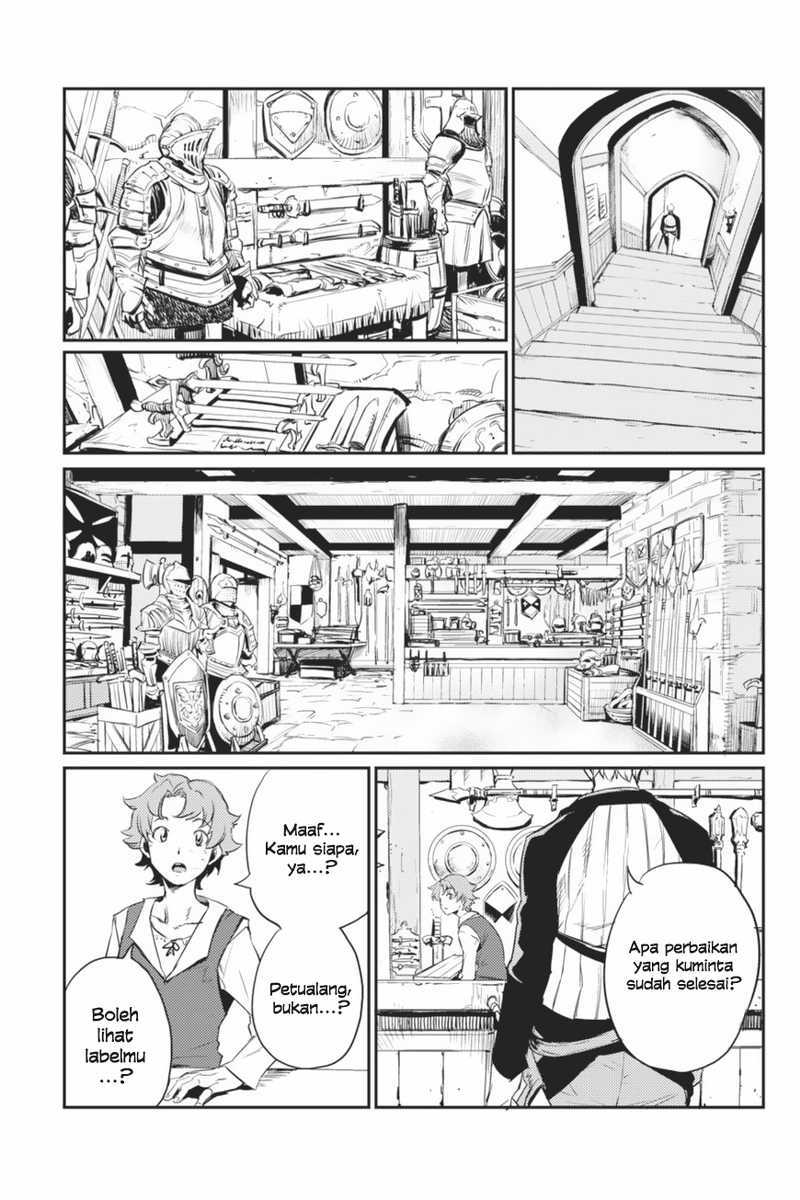 Apa perbaikan
yang kuminta
sudah selesai?
Maaf...
Kamu siapa,
ya...?
Petualang,
bukan...?
Boleh
lihat
labelmu
...?